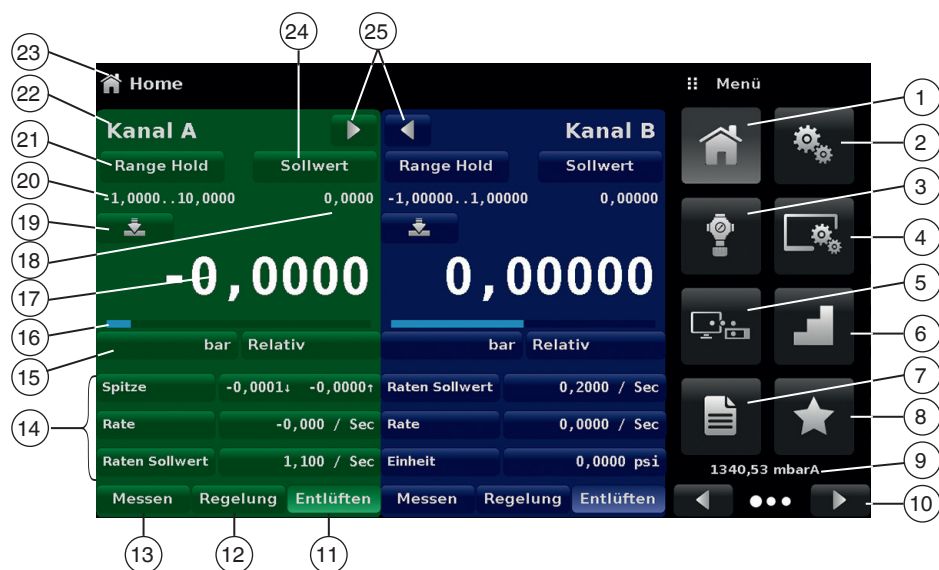 24
25
23
Home
Menü
22
Kanal A
Kanal B
1
21
Range Hold
Sollwert
Range Hold
Sollwert
2
20
-1,0000..10,0000
0,0000
-1,00000..1,00000
0,00000
3
19
18
4
17
-0,0000
0,00000
5
16
6
15
bar
Relativ
bar
Relativ
7
14
Spitze
-0,0001↓
-0,0000↑
Raten Sollwert
0,2000 / Sec
8
Rate
-0,000 / Sec
Rate
0,0000 / Sec
Raten Sollwert
1,100 / Sec
Einheit
0,0000 psi
1340,53 mbarA
9
Messen
Regelung
Entlüften
Messen
Regelung
Entlüften
10
13
12
11